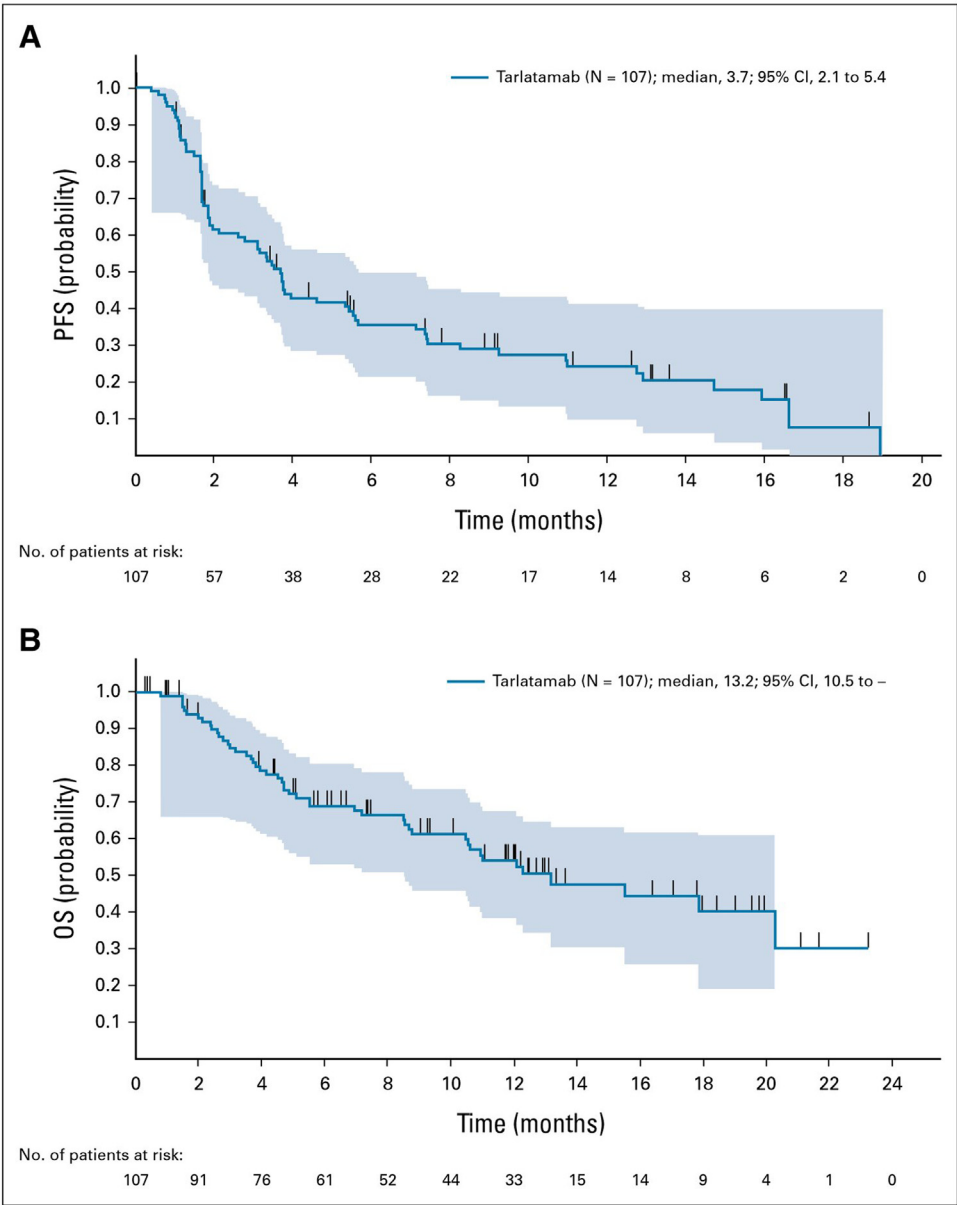 A
Tarlatamab (N = 107); median, 3.7; 95% CI, 2.1 to 5.4
PFS (probability)
1.0
0.9
0.8
0.7
0.6
0.5
0.4
0.3
0.2
0.1
0 2 4 6 8 10 12 14 16 18 20
Time (months)
No. of patients at risk:
107 57 38 28 22 17 14 8 6 2 0
B
Tarlatamab (N = 107); median, 13.2; 95% CI, 10.5 to –
OS (probability)
1.0
0.9
0.8
0.7
0.6
0.5
0.4
0.3
0.2
0.1
0 2 4 6 8 10 12 14 16 18 20 22 24
Time (months)
No. of patients at risk:
107 91 76 61 52 44 33 15 14 9 4 1 0